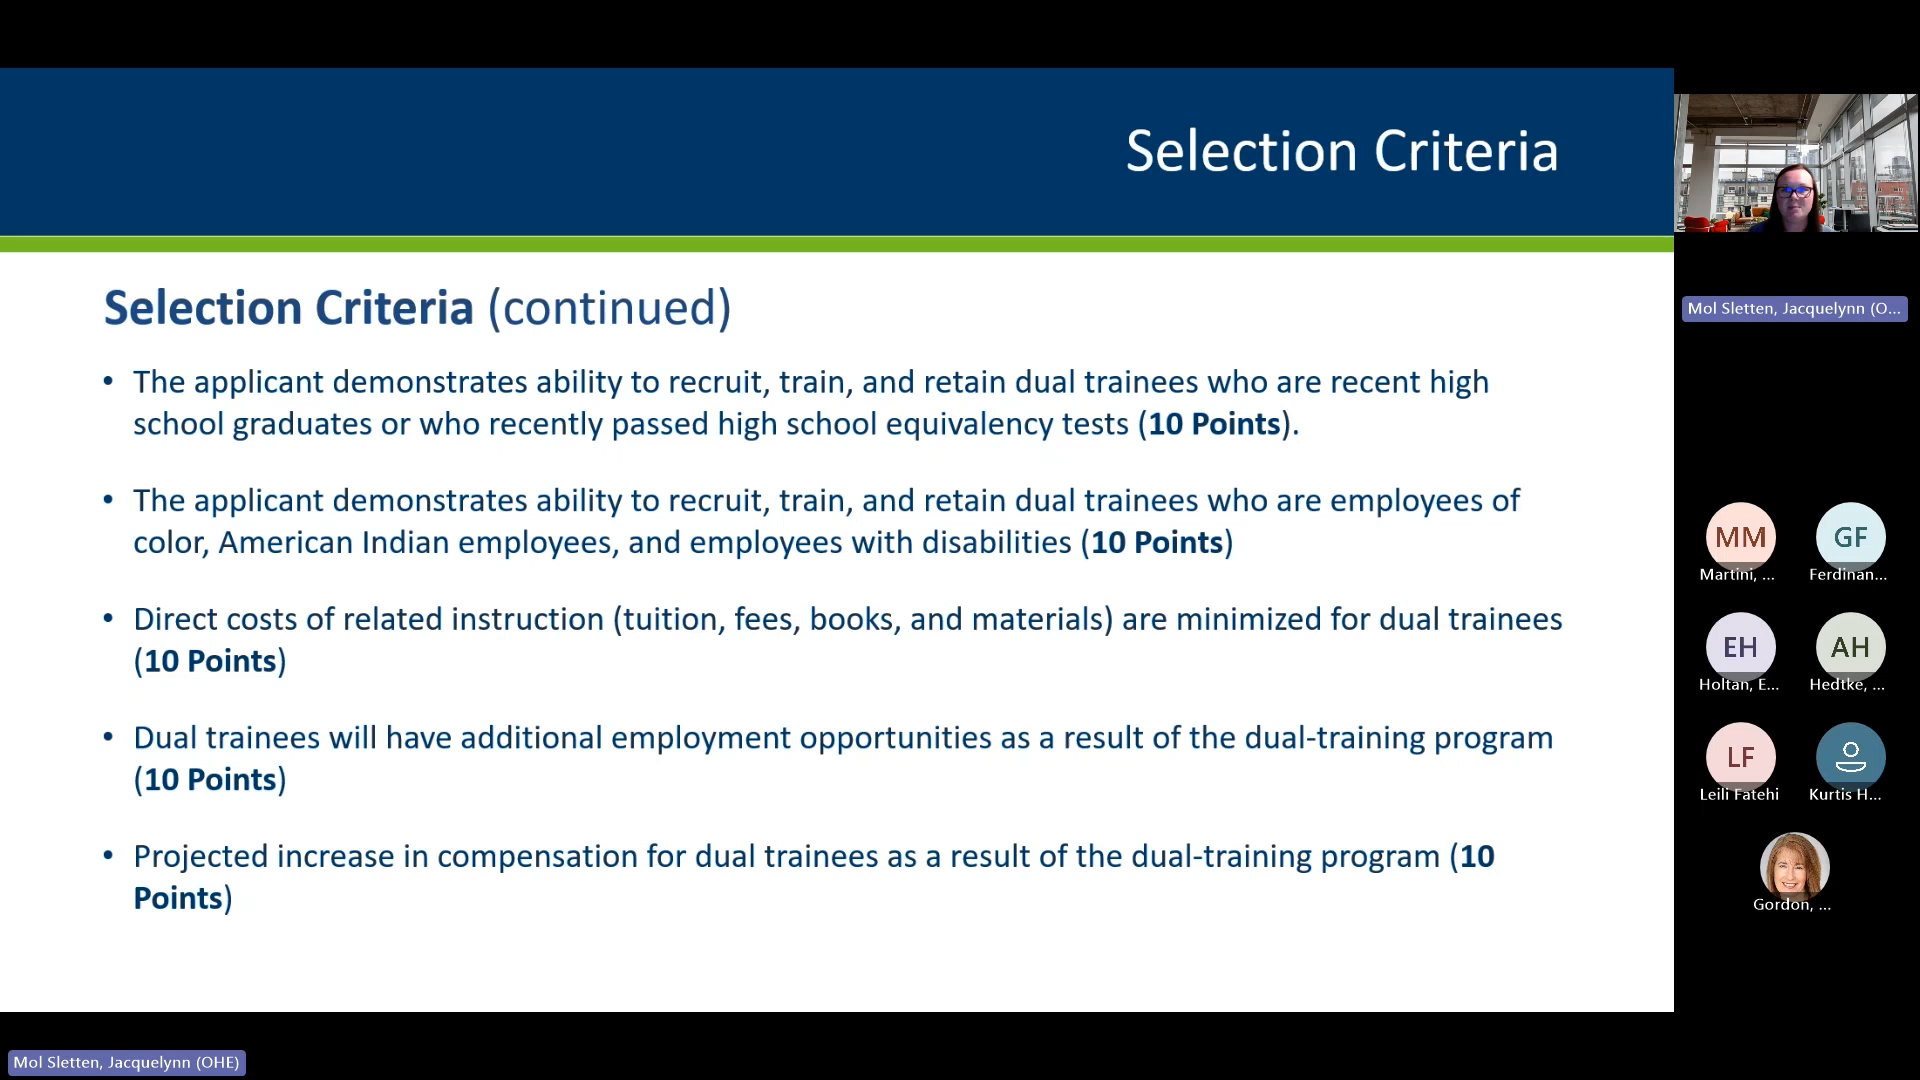 Selection Criteria
Selection Criteria (continued)
• The applicant demonstrates ability to recruit, train, and retain dual trainees who are recent high
school graduates or who recently passed high school equivalency tests (10 Points).
• The applicant demonstrates ability to recruit, train, and retain dual trainees who are employees of
color, American Indian employees, and employees with disabilities (10 Points)
• Direct costs of related instruction (tuition, fees, books, and materials) are minimized for dual trainees
(10 Points)
• Dual trainees will have additional employment opportunities as a result of the dual-training program
(10 Points)
• Projected increase in compensation for dual trainees as a result of the dual-training program (10
Points)
Mol Sletten, Jacquelynn (O...
MM
GF
Martini, ...
Ferdinan...
EH
AH
Holtan, E...
Hedtke, ...
LF
Leili Fatehi
Kurtis H...
Gordon, ...
Mol Sletten, Jacquelynn (OHE)